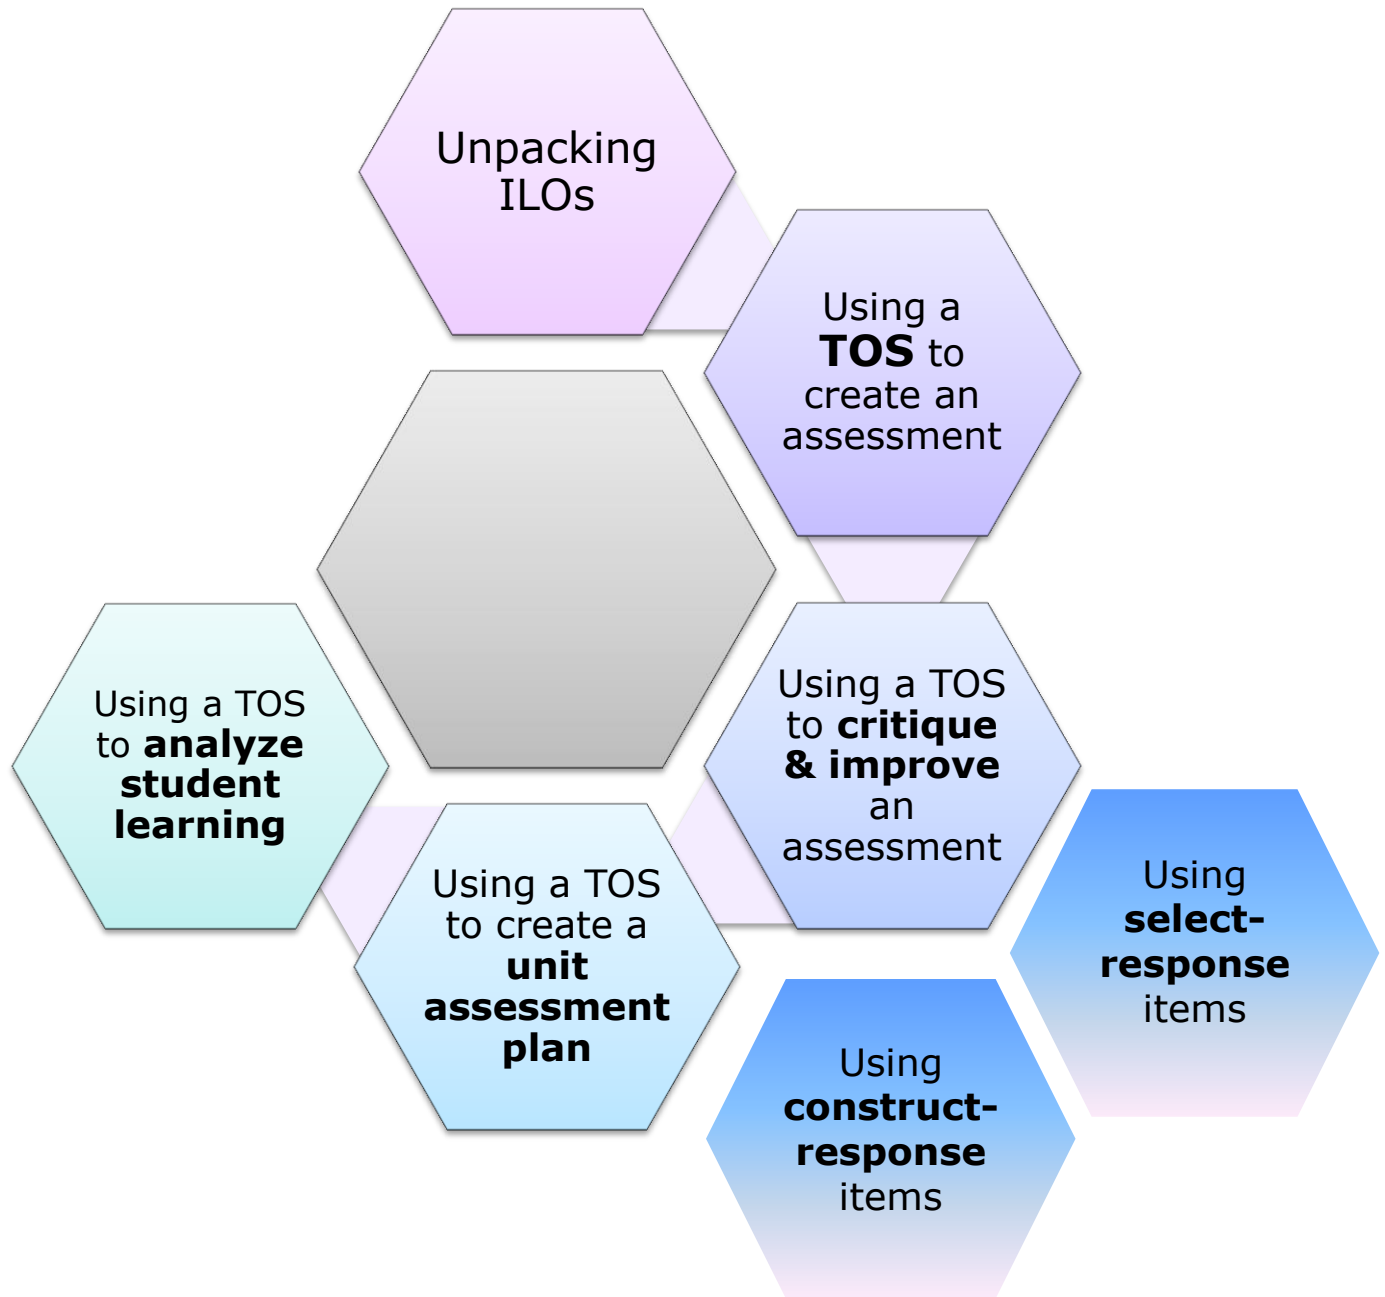 Unpacking
ILOs
Using a
TOS to
create an
assessment
Using a TOS
to critique
& improve
an
assessment
Using a TOS
to analyze
student
learning
Using a TOS
to create a
unit
assessment
plan
Using
select-
response
items
Using
construct-
response
items